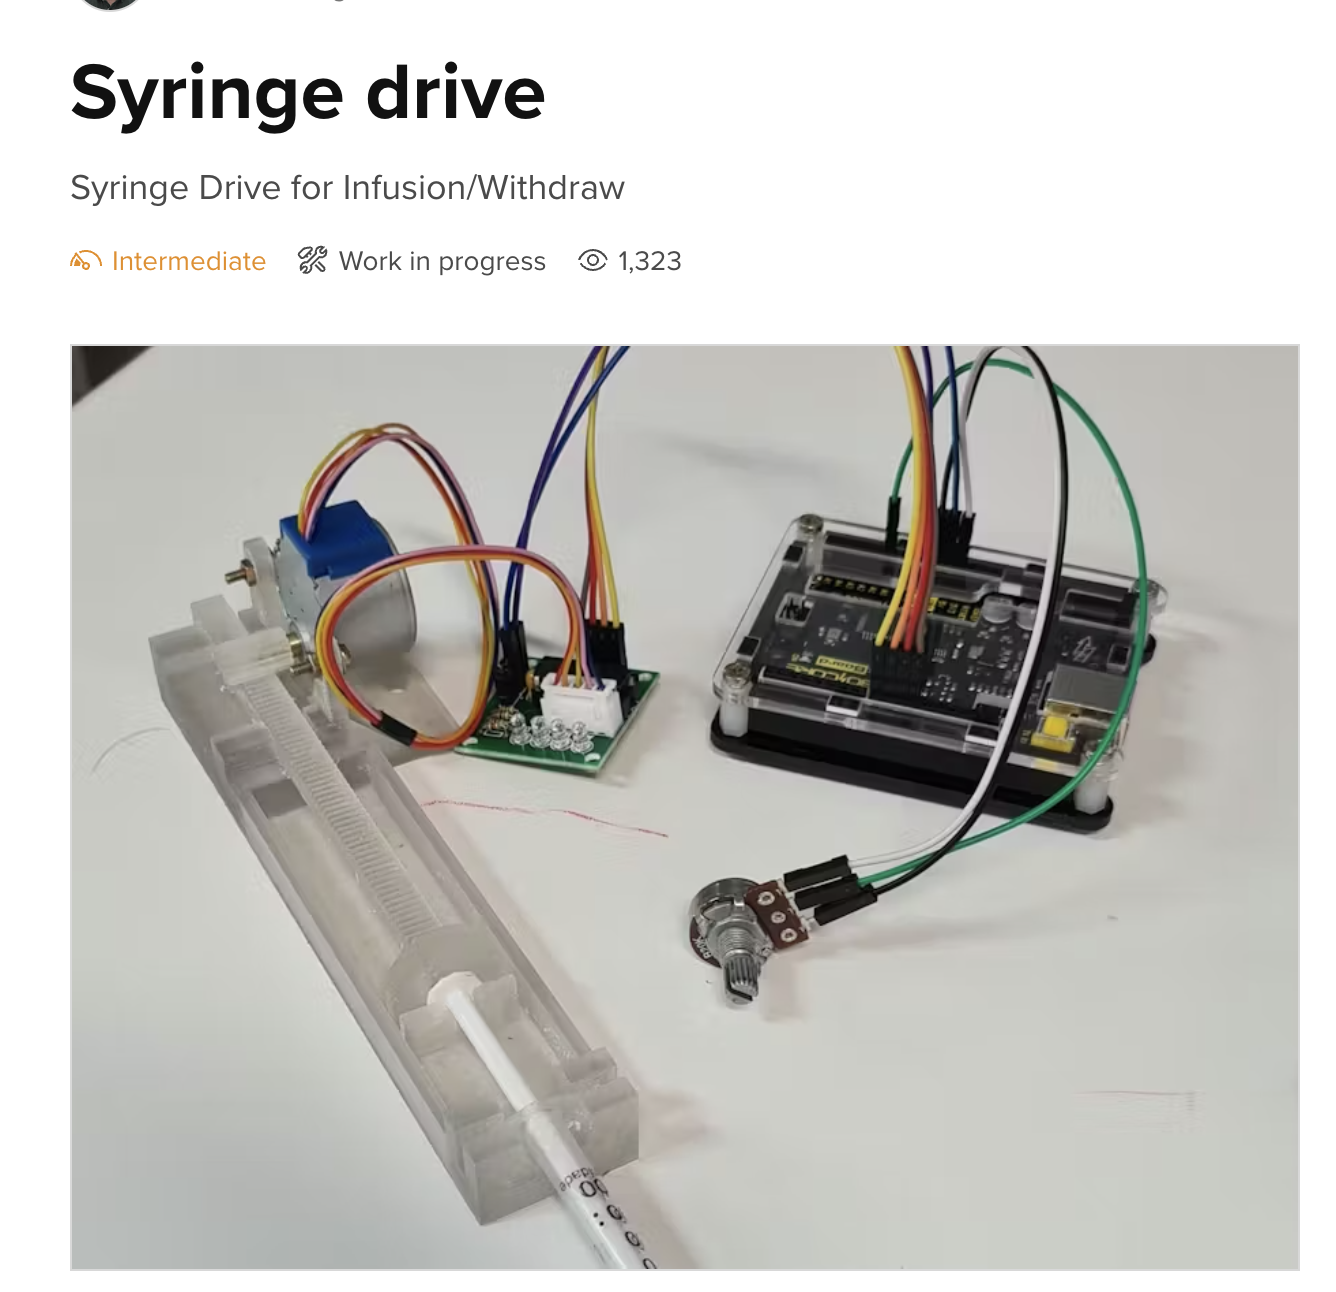 Syringe drive
Syringe Drive for Infusion/Withdraw
Intermediate Work in progress 1,323